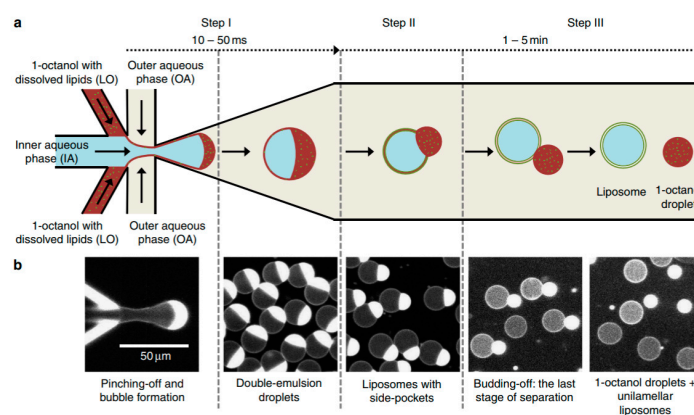 a
Step I
Step II
Step III
10 – 50 ms
1 – 5 min
1-octanol with
dissolved lipids (LO)
Outer aqueous
phase (OA)
Inner aqueous
phase (IA)
1-octanol with
dissolved lipids (LO)
Outer aqueous
phase (OA)
Liposome
1-octanol
droplet
b
50 μm
Pinching-off and
bubble formation
Double-emulsion
droplets
Liposomes with
side-pockets
Budding-off: the last
stage of separation
1-octanol droplets +
unilamellar
liposomes